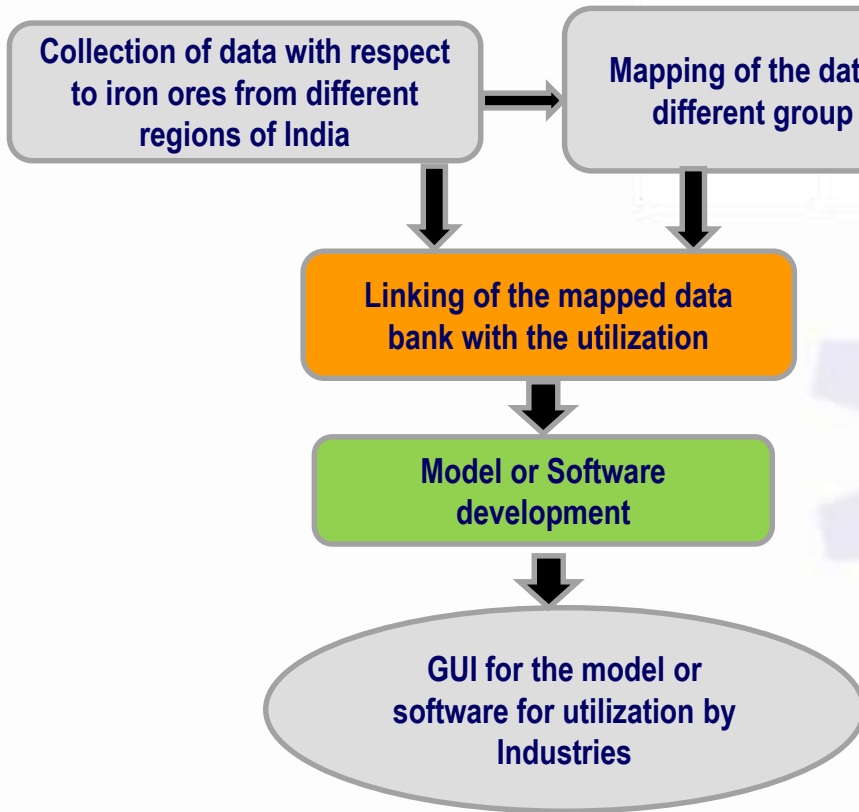 Collection of data with respect
to iron ores from different
regions of India
Mapping of the dat
different group
Linking of the mapped data
bank with the utilization
Model or Software
development
GUI for the model or
software for utilization by
Industries